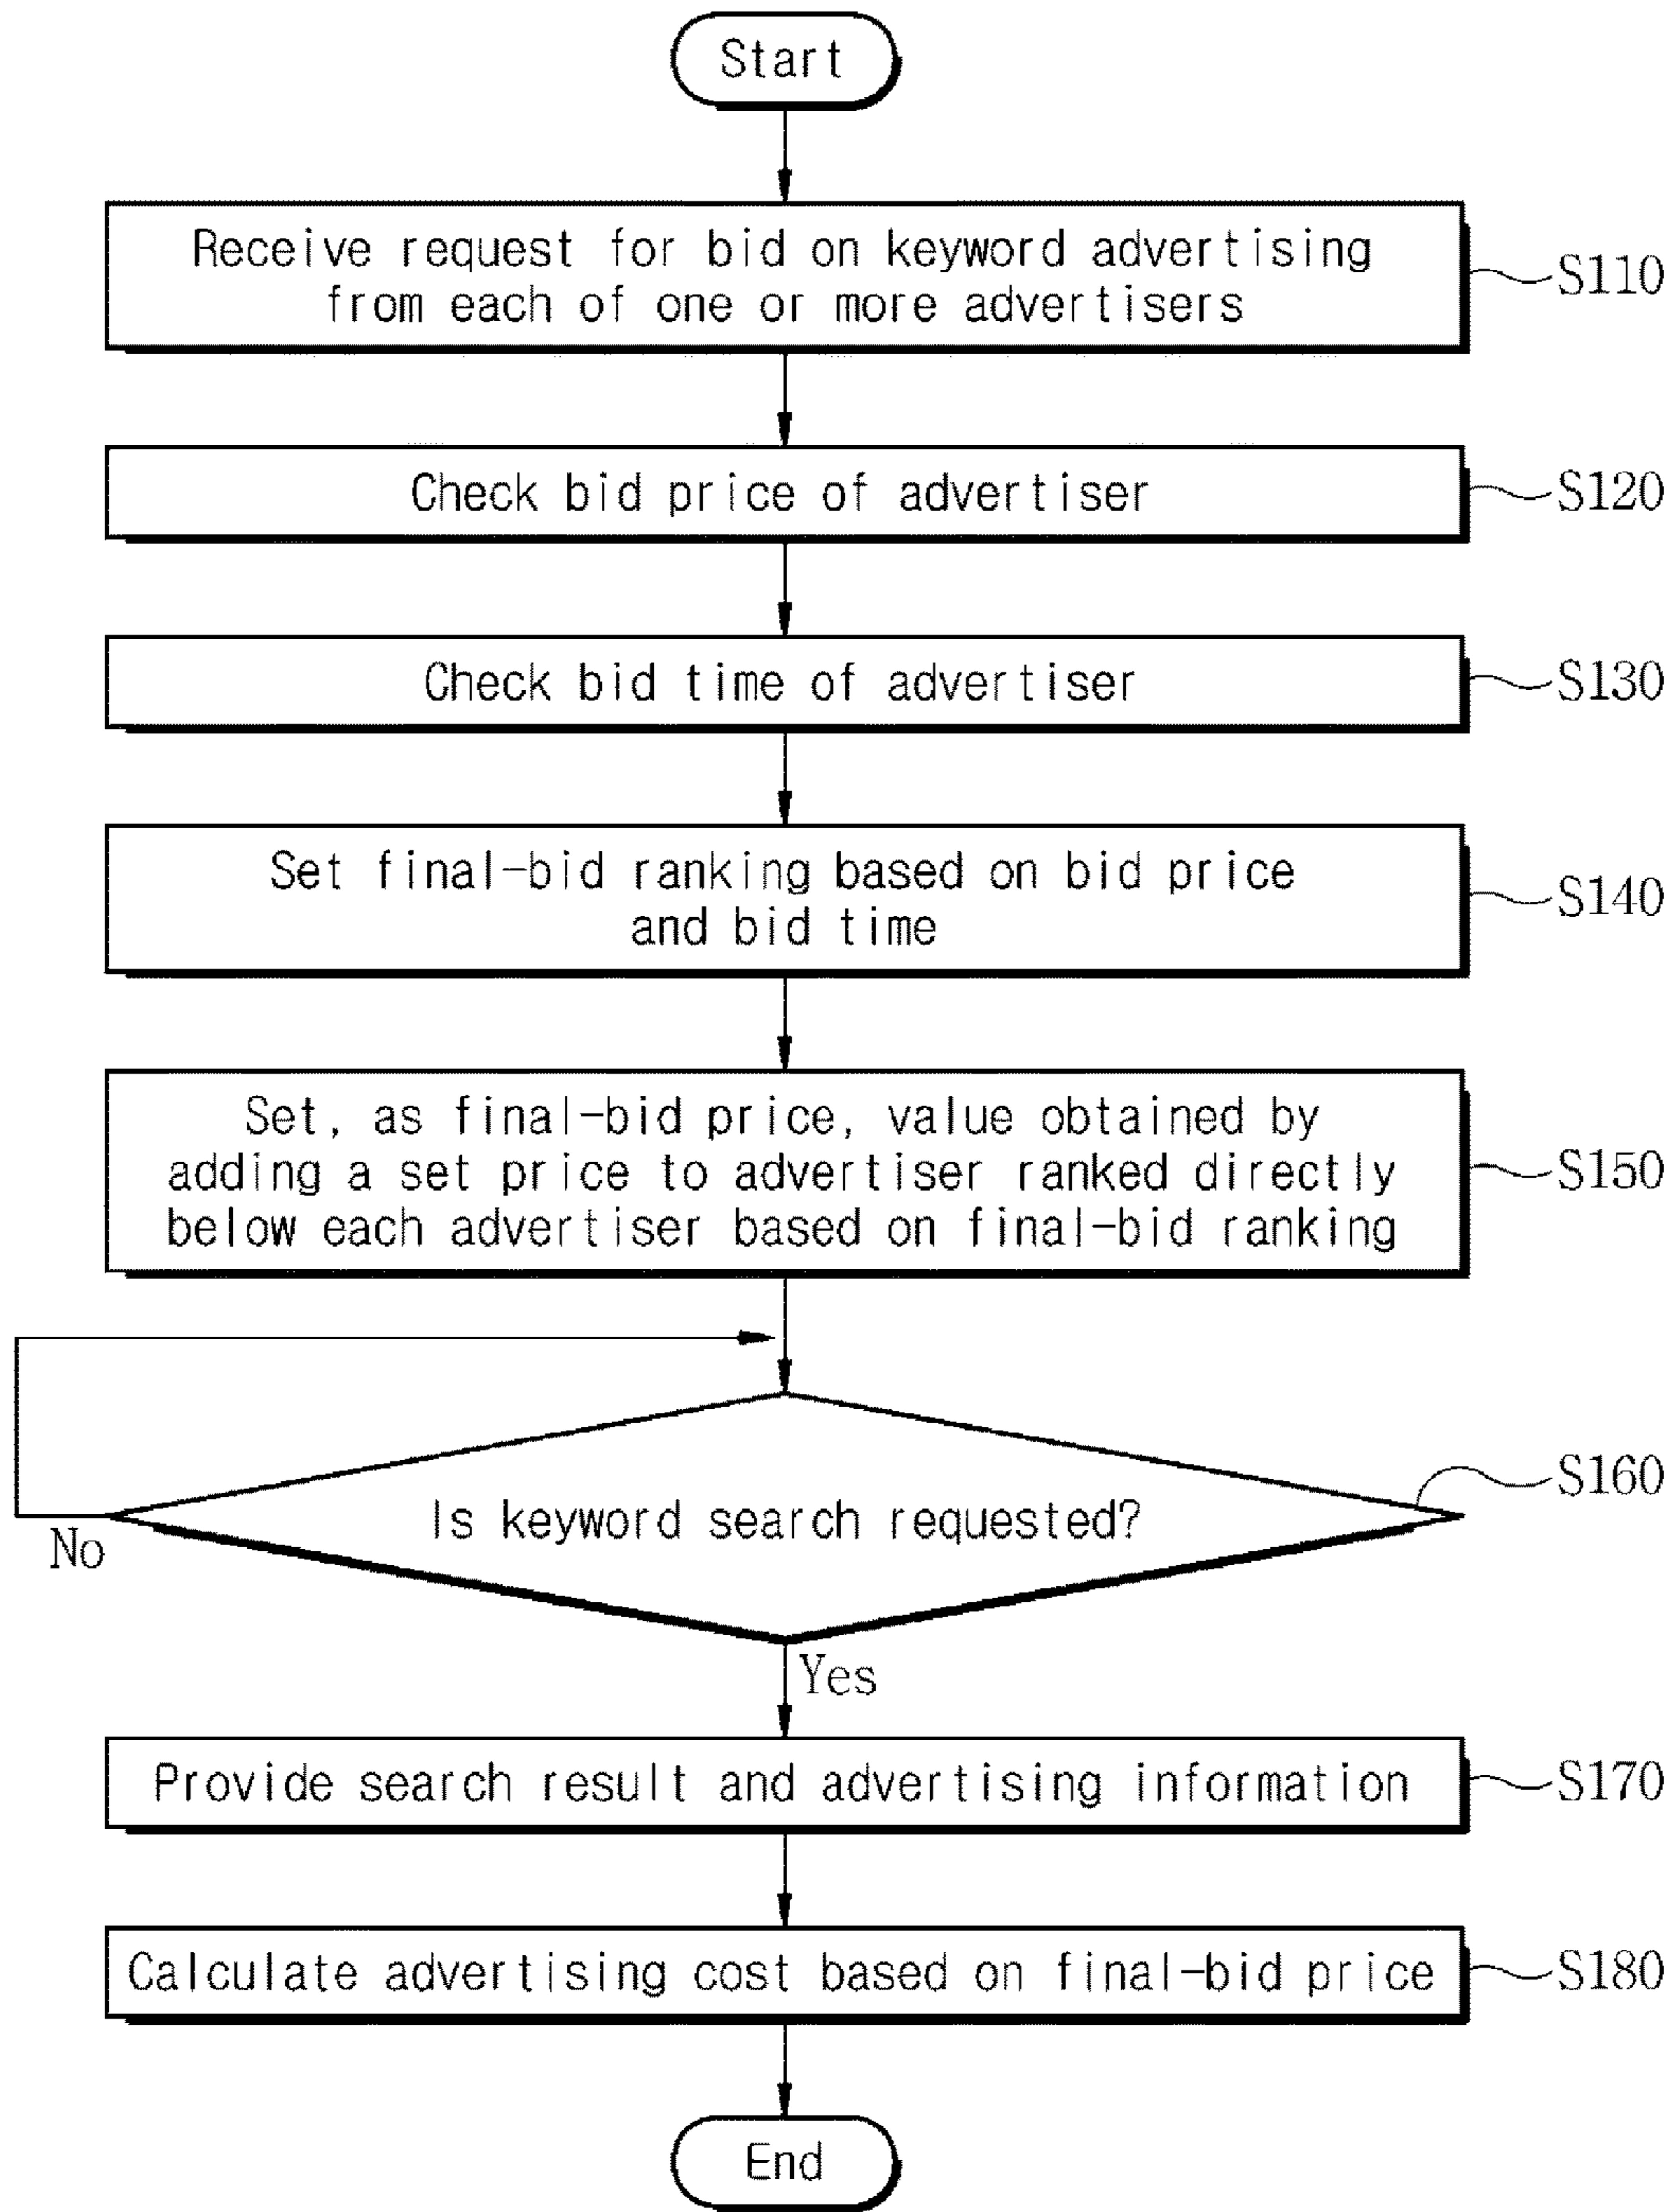 Start
Receive request for bid on keyword advertising
from each of one or more advertisers
S110
Check bid price of advertiser
S120
Check bid time of advertiser
S130
Set final-bid ranking based on bid price
and bid time
S140
Set, as final-bid price, value obtained by
adding a set price to advertiser ranked directly
below each advertiser based on final-bid ranking
S150
Is keyword search requested?
S160
No
Yes
Provide search result and advertising information
S170
Calculate advertising cost based on final-bid price
S180
End